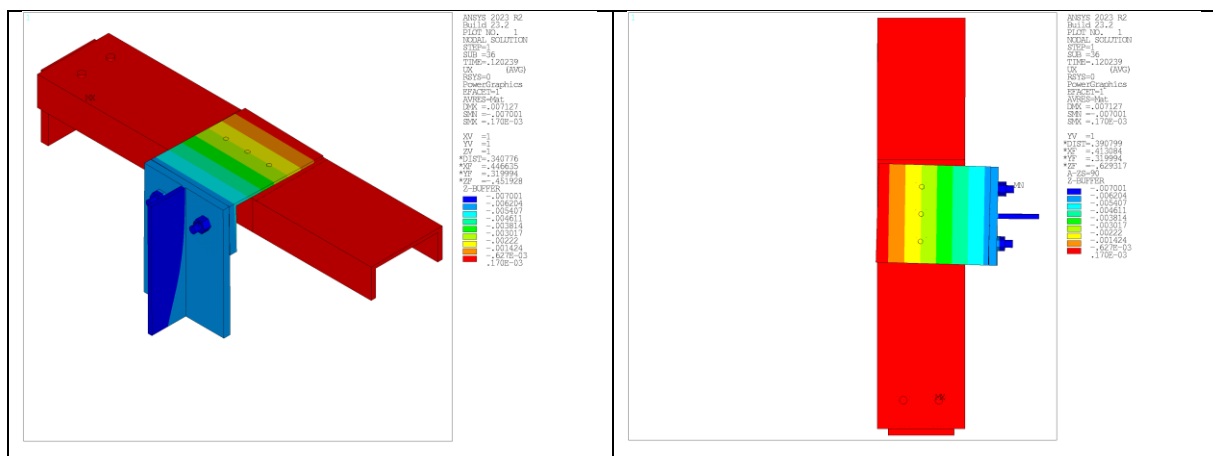 1
ANSYS 2023 R2
Build 23.2
PLOT NO. 1
NODAL SOLUTION
STEP=1
SUB =36
TIME=.120239
UX (AVG)
RSYS=0
PowerGraphics
EFACET=1
AVRES=Mat
DMX =.007127
SMN =-.007001
SMX =.170E-03
XV =1
YV =1
ZV =1
*DIST=.340776
*XF =.446635
*YF =.319994
*ZF =-.451928
Z-BUFFER
-.007001
-.006204
-.005407
-.004611
-.003814
-.003017
-.00222
-.001424
-.627E-03
.170E-03
MX
1
ANSYS 2023 R2
Build 23.2
PLOT NO. 1
NODAL SOLUTION
STEP=1
SUB =36
TIME=.120239
UX (AVG)
RSYS=0
PowerGraphics
EFACET=1
AVRES=Mat
DMX =.007127
SMN =-.007001
SMX =.170E-03
YV =1
*DIST=.390799
*XF =.413084
*YF =.319994
*ZF =-.629317
A-ZS=90
Z-BUFFER
-.007001
-.006204
-.005407
-.004611
-.003814
-.003017
-.00222
-.001424
-.627E-03
.170E-03
MN
MX